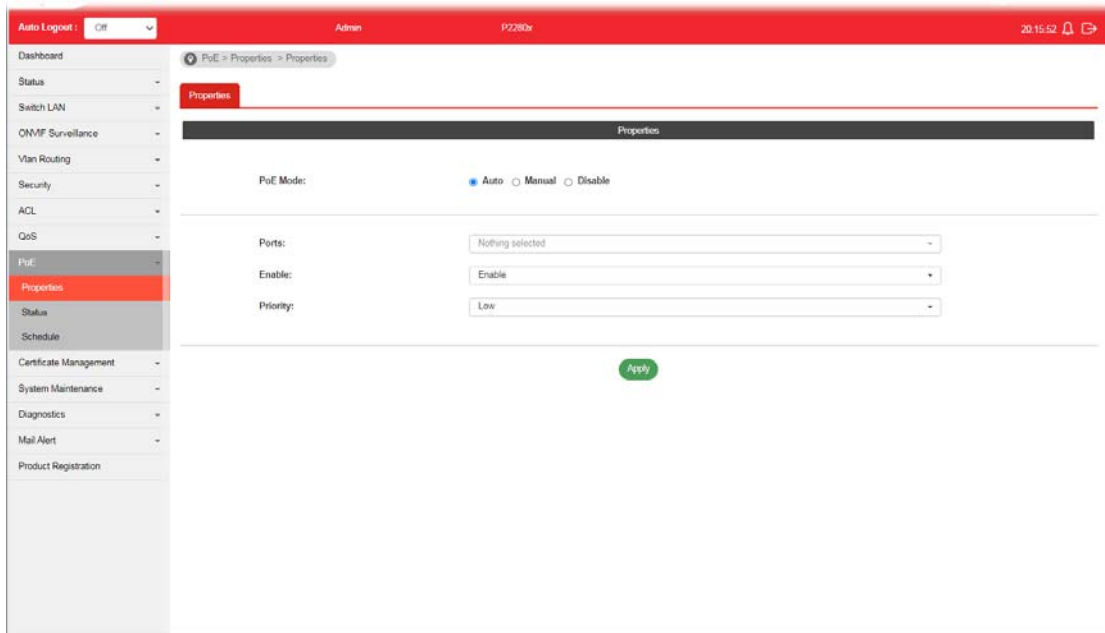 Auto Logout : Off Admin P2280x 20:15:52
Dashboard
Status
Switch LAN
ONVIF Surveillance
Vlan Routing
Security
ACL
QoS
PoE
Properties
Status
Schedule
Certificate Management
System Maintenance
Diagnostics
Mail Alert
Product Registration
PoE > Properties > Properties
Properties
Properties
PoE Mode: Auto Manual Disable
Ports: Nothing selected
Enable: Enable
Priority: Low
Apply